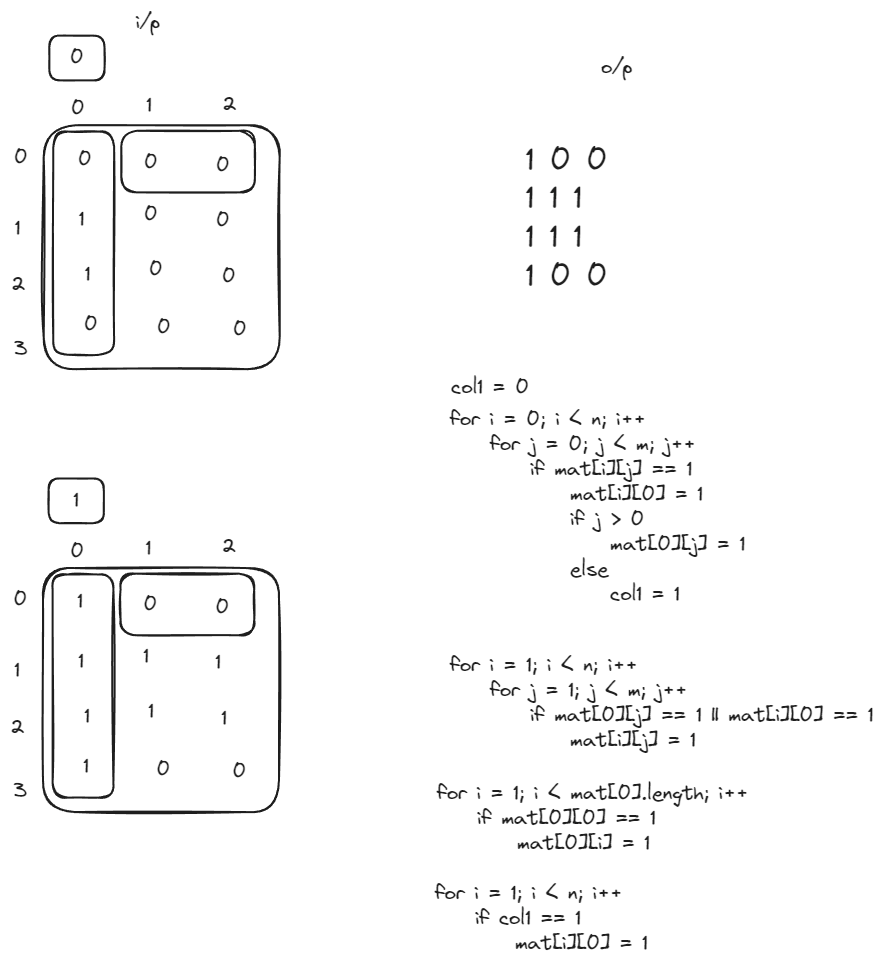 i/p
0
0 1 2
0 0 0 0
1 1 0 0
2 1 0 0
3 0 0 0
1
0 1 2
0 1 0 0
1 1 1 1
2 1 1 1
3 1 0 0
o/p
1 0 0
1 1 1
1 1 1
1 0 0
col1 = 0
for i = 0; i < n; i++
for j = 0; j < m; j++
if mat[i][j] == 1
mat[i][0] = 1
if j > 0
mat[0][j] = 1
else
col1 = 1
for i = 1; i < n; i++
for j = 1; j < m; j++
if mat[0][j] == 1 || mat[i][0] == 1
mat[i][j] = 1
for i = 1; i < mat[0].length; i++
if mat[0][0] == 1
mat[0][i] = 1
for i = 1; i < n; i++
if col1 == 1
mat[i][0] = 1